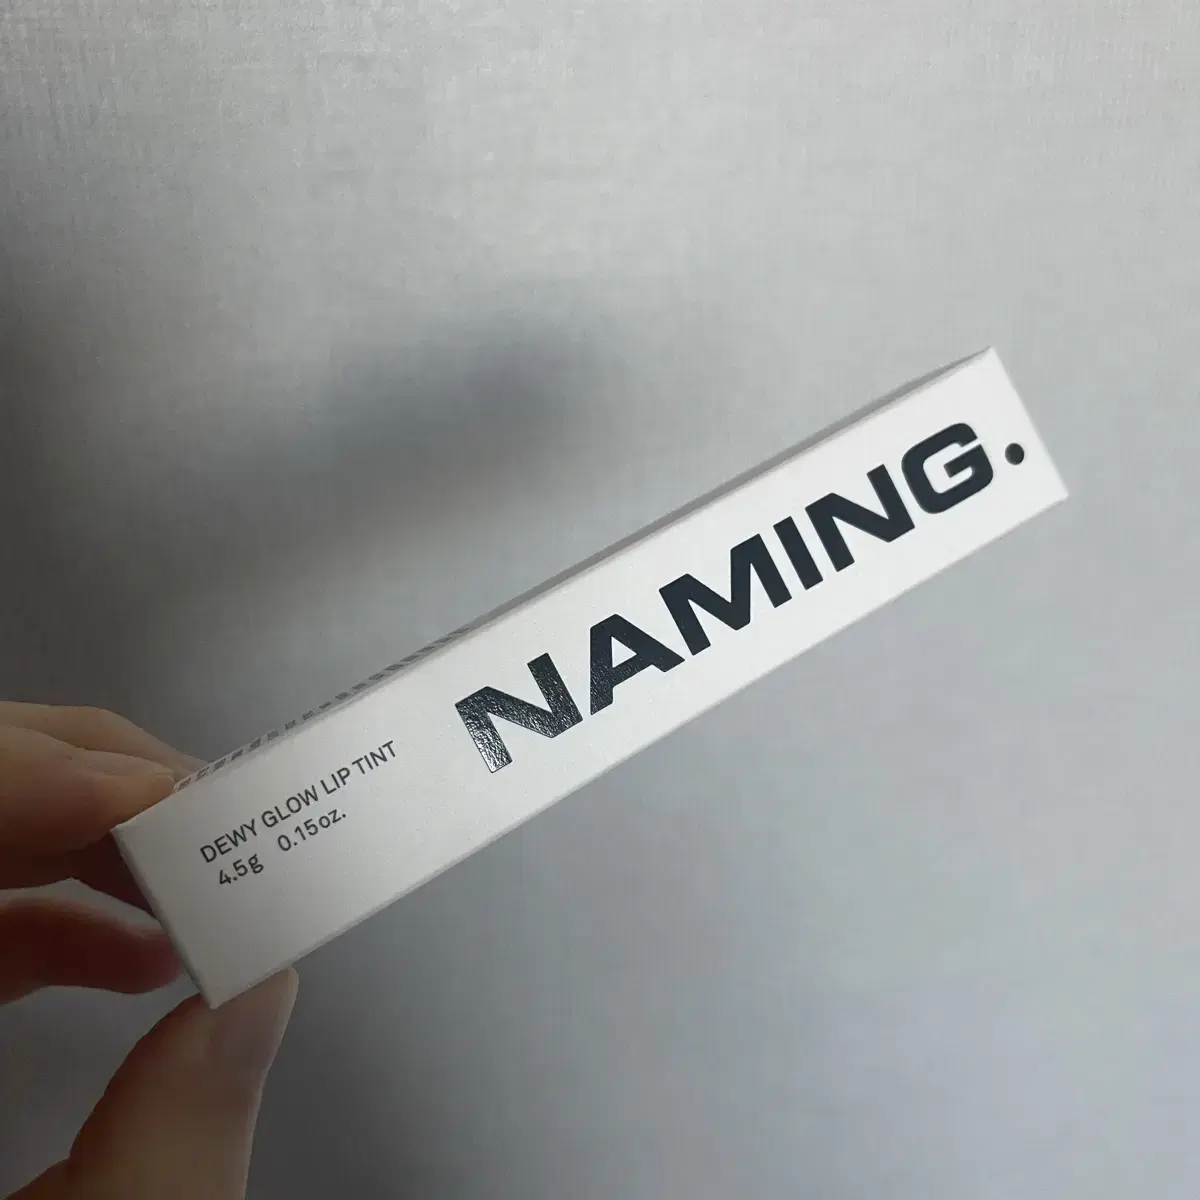 NAMING.
DEWY GLOW LIP TINT
4.5g 0.15oz.